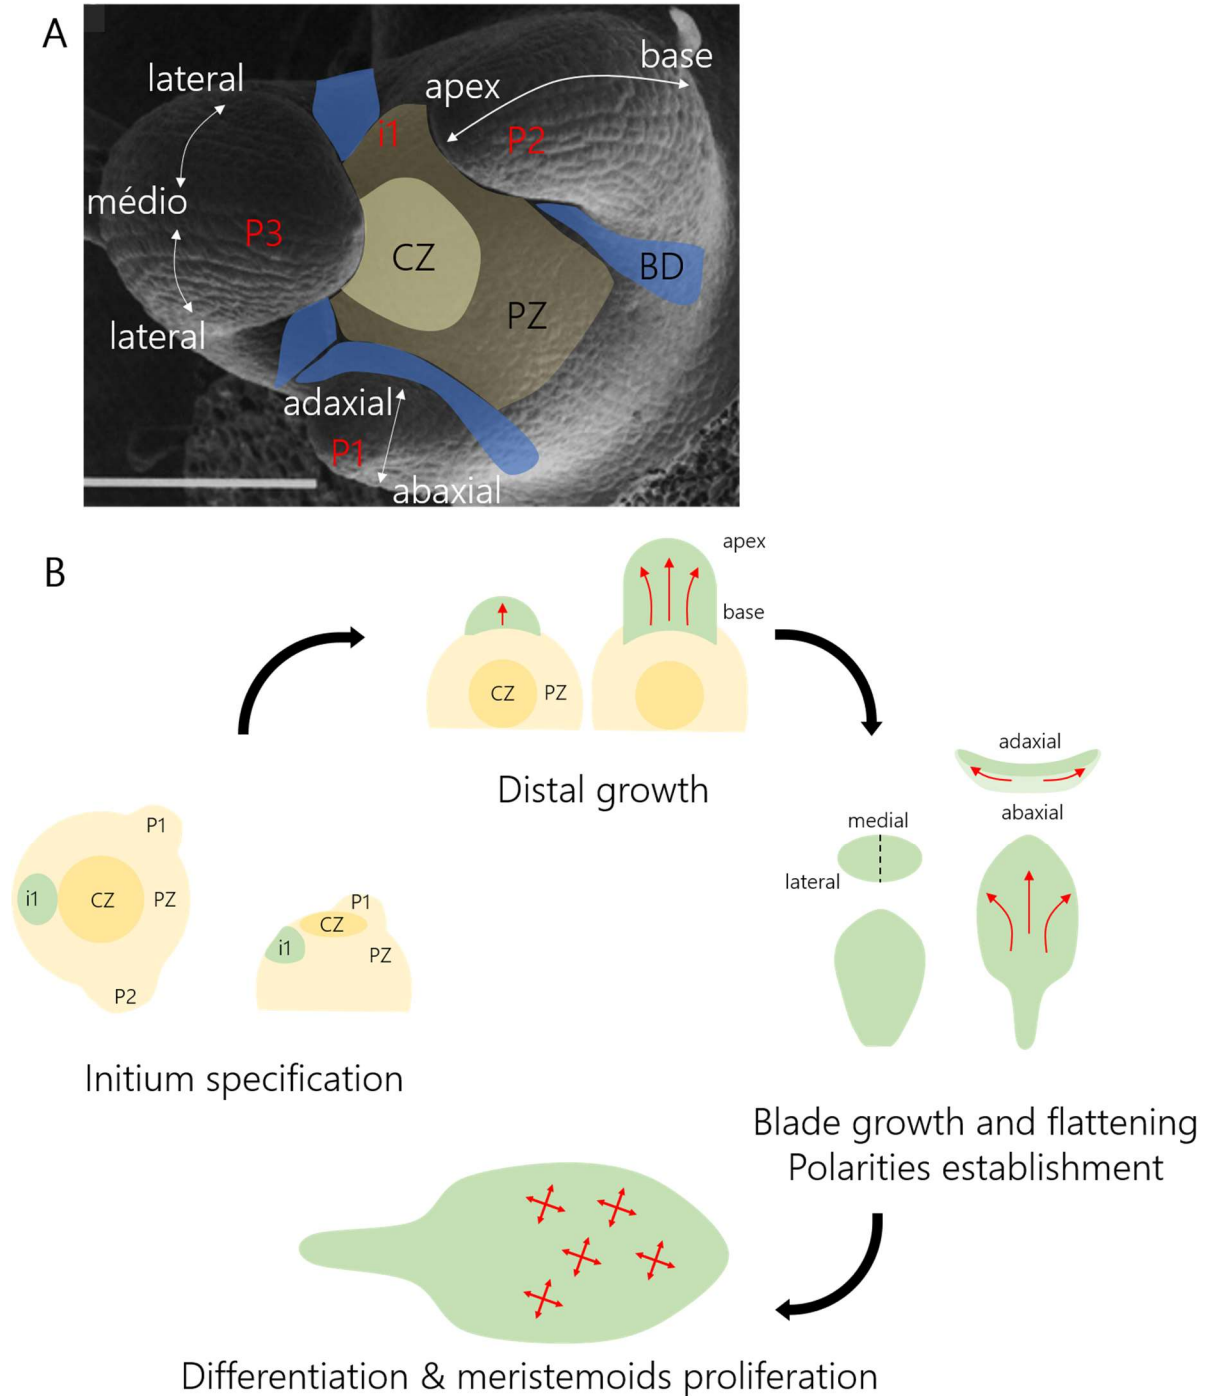 A
lateral
apex
base
i1
P2
médio
P3
CZ
BD
PZ
lateral
adaxial
P1
abaxial
B
apex
base
CZ PZ
Distal growth
adaxial
abaxial
medial
lateral
P1
i1 CZ PZ
P2
P1
CZ
i1
PZ
Initium specification
Blade growth and flattening
Polarities establishment
Differentiation & meristemoids proliferation